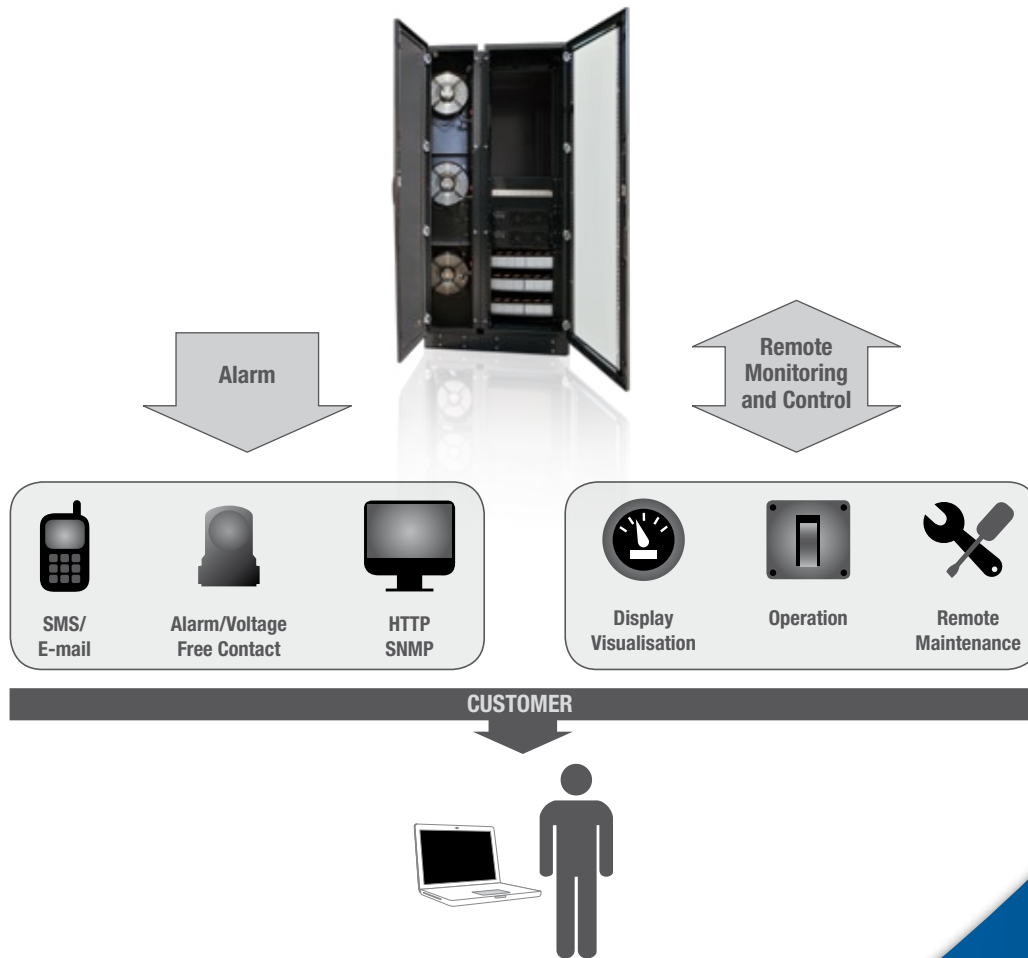 Alarm
Remote
Monitoring
and Control
SMS/
E-mail
Alarm/Voltage
Free Contact
HTTP
SNMP
Display
Visualisation
Operation
Remote
Maintenance
CUSTOMER